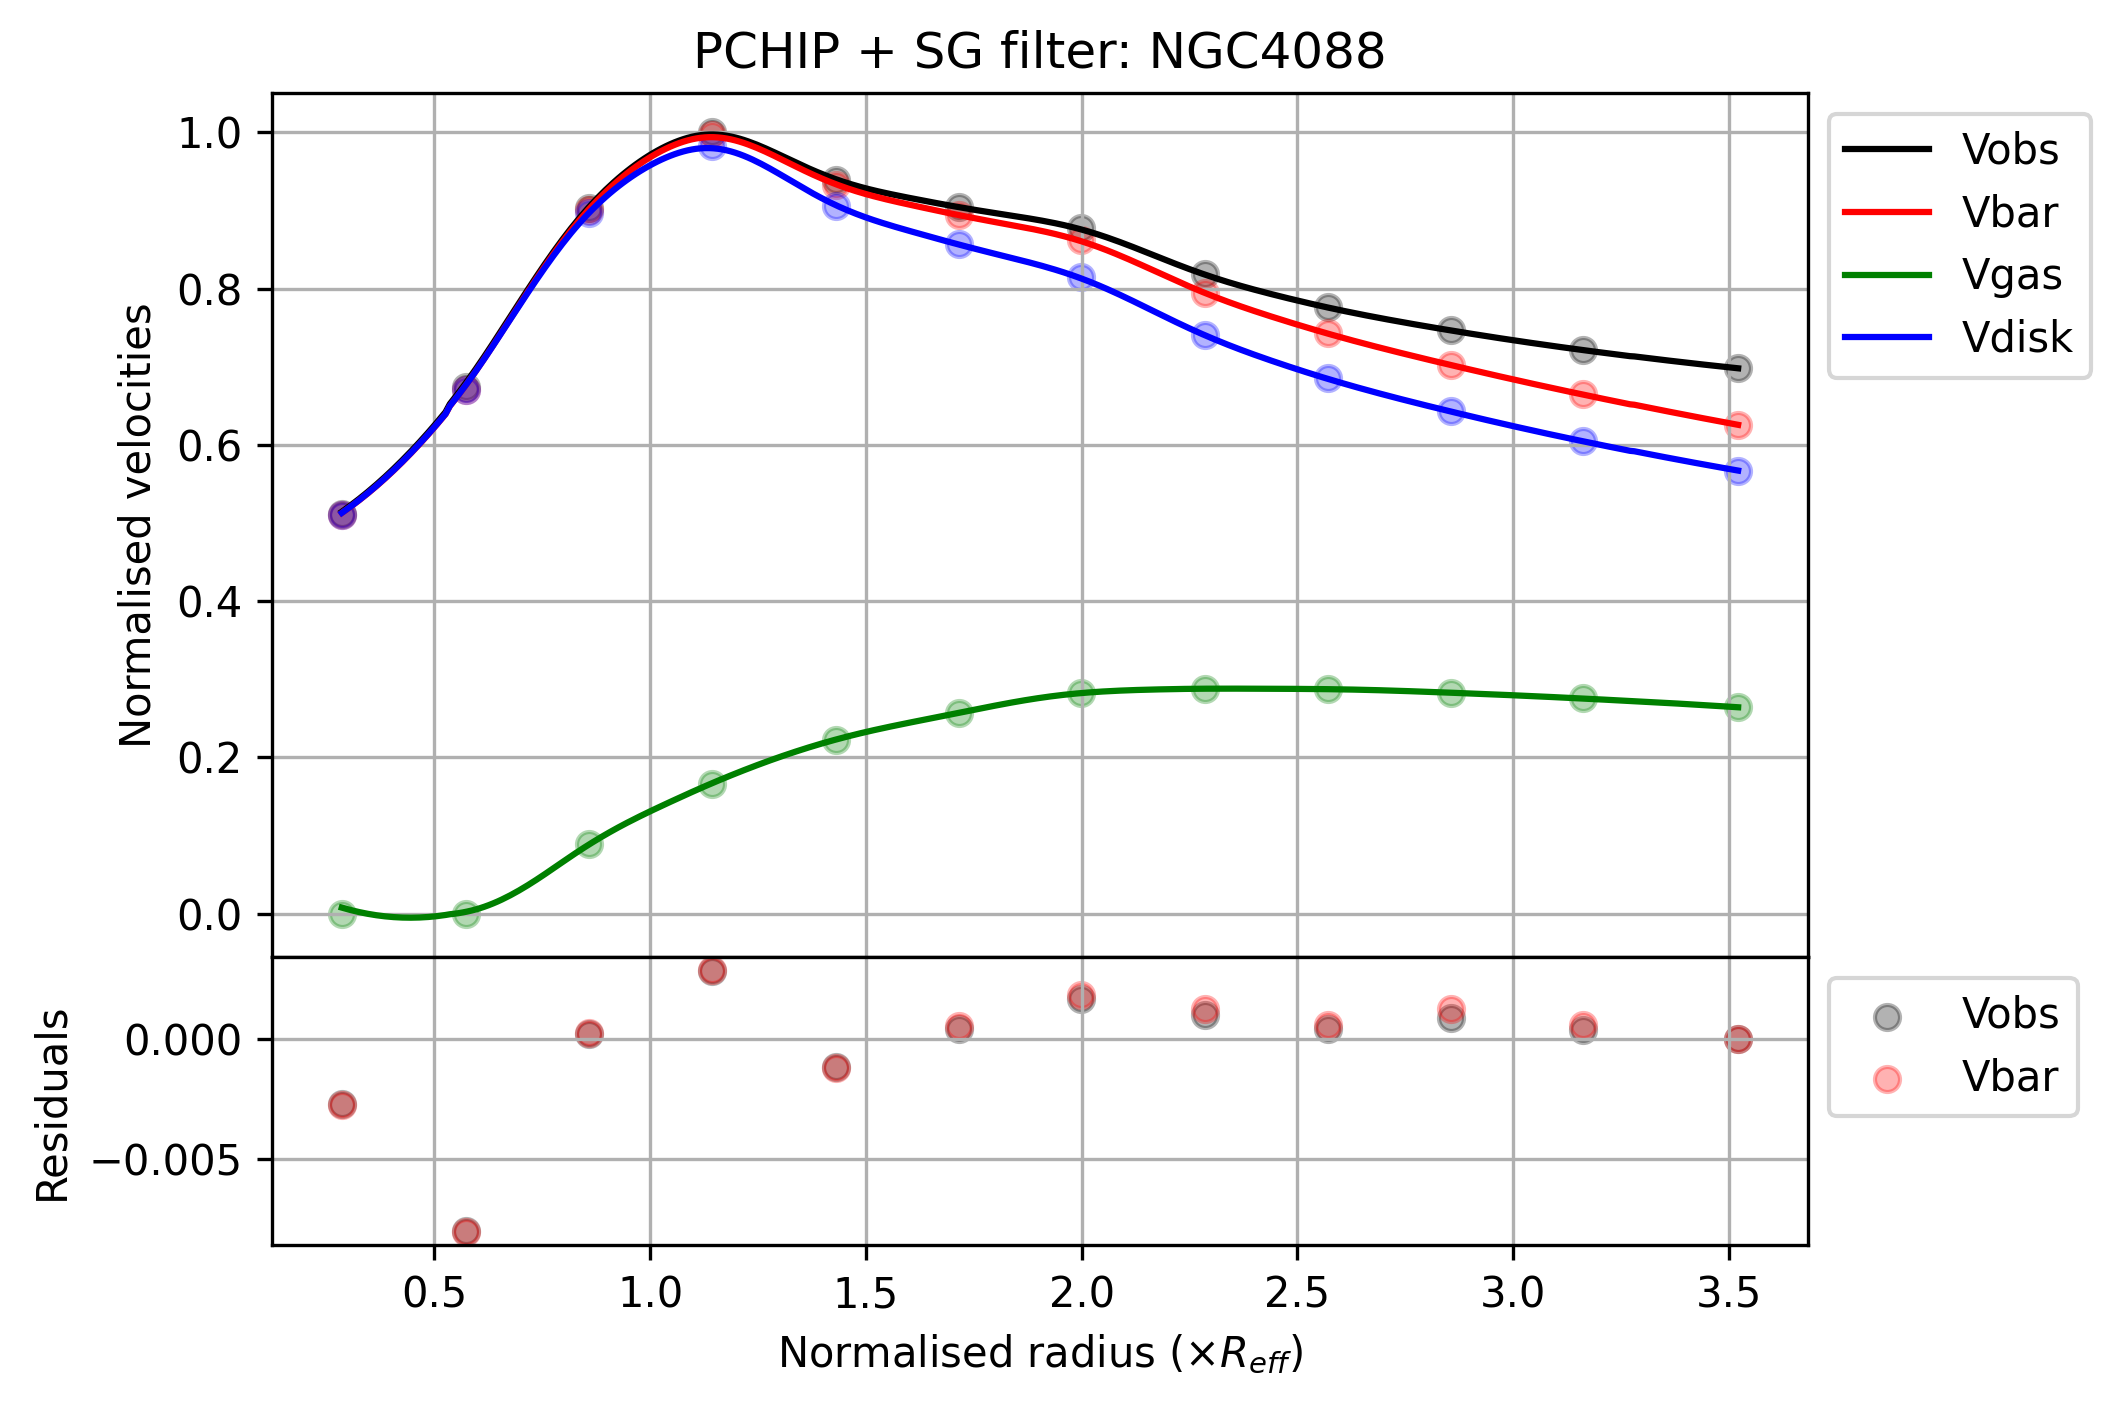 PCHIP + SG filter: NGC4088
Normalised velocities
1.0
0.8
0.6
0.4
0.2
0.0
Vobs
Vbar
Vgas
Vdisk
Residuals
0.000
−0.005
Vobs
Vbar
0.5 1.0 1.5 2.0 2.5 3.0 3.5
Normalised radius (×R_eff)